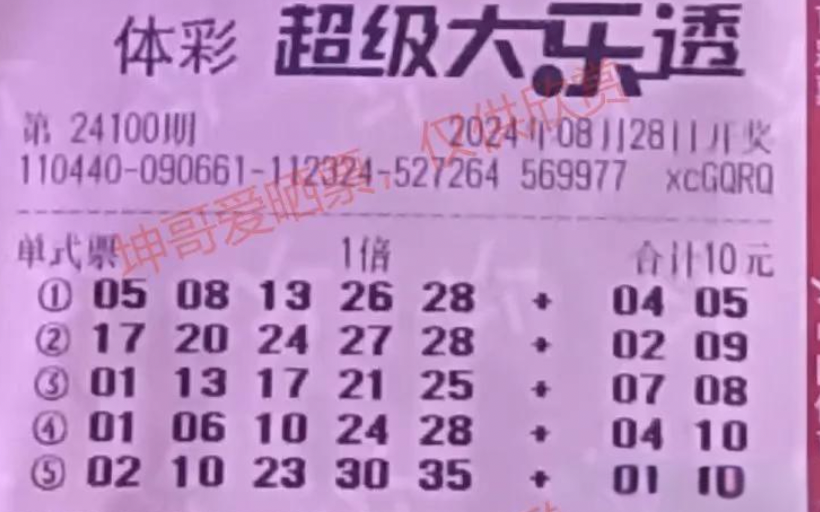 体彩 超级大乐透
第 24100期 2024年08月28日开奖
110440-090661-112324-527264 569977 xcGQRQ
坤哥爱晒票，仅供欣赏
单式票 1倍 合计10元
① 05 08 13 26 28 + 04 05
② 17 20 24 27 28 + 02 09
③ 01 13 17 21 25 + 07 08
④ 01 06 10 24 28 + 04 10
⑤ 02 10 23 30 35 + 01 10